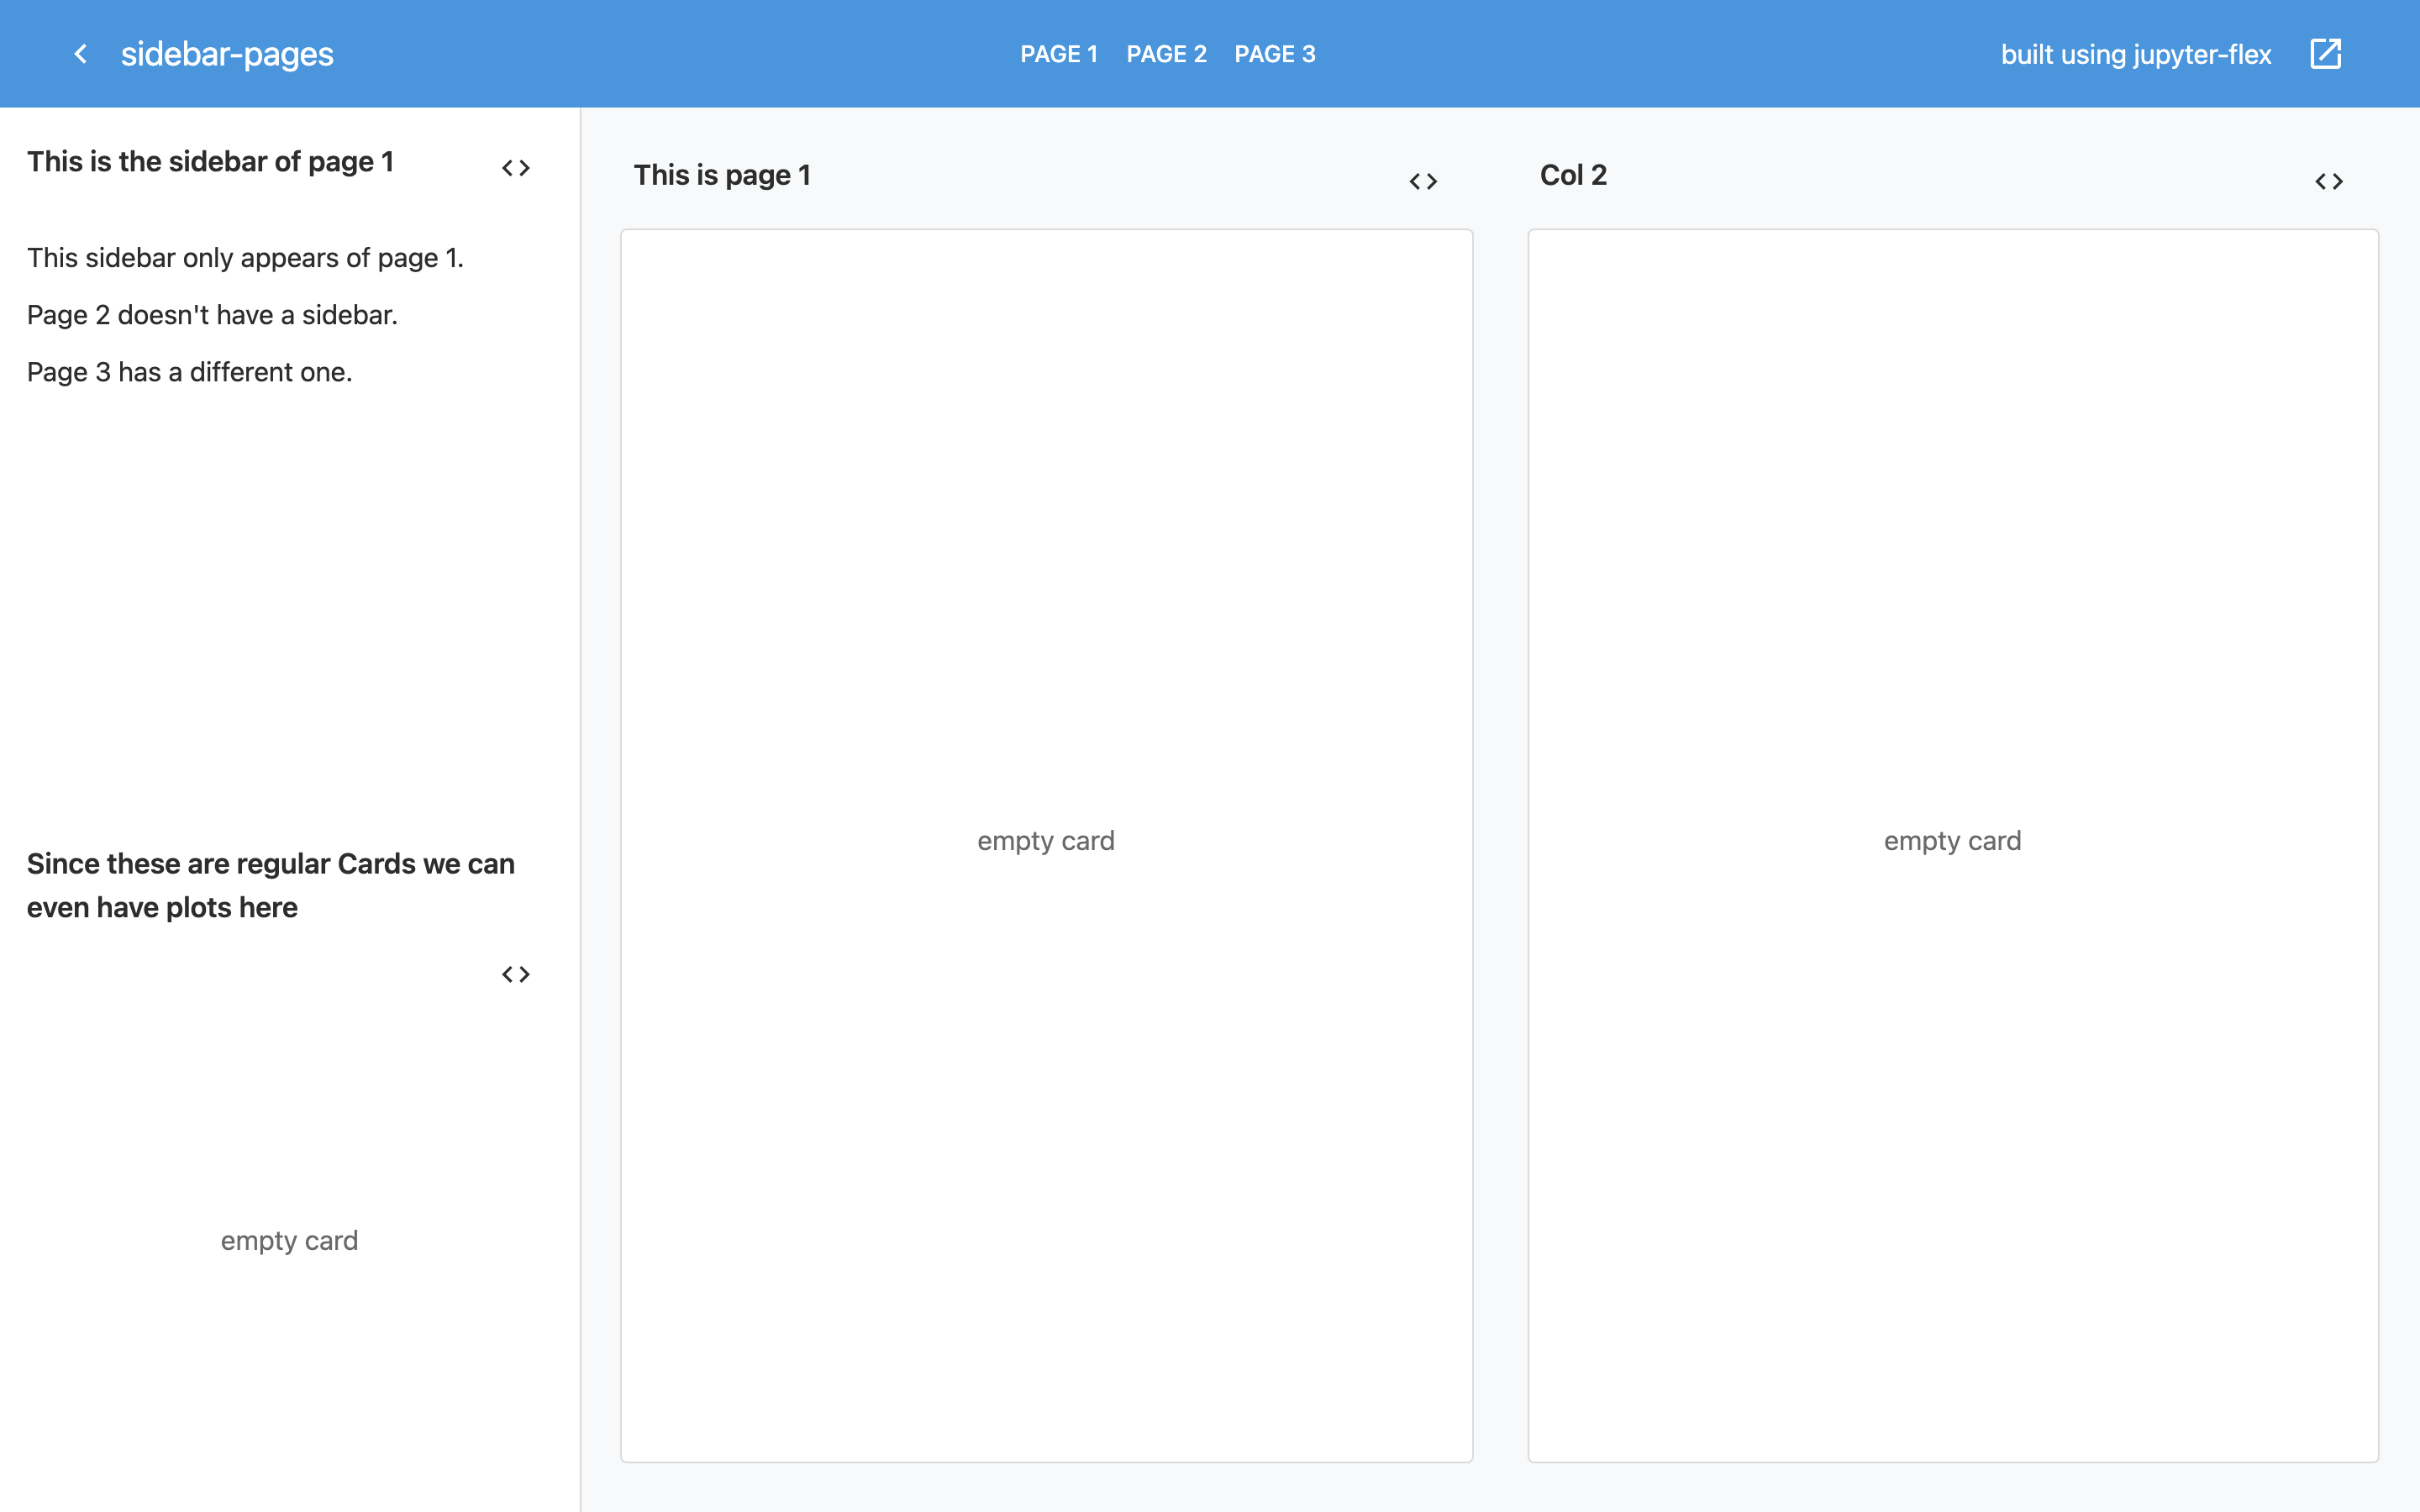 sidebar-pages
PAGE 1 PAGE 2 PAGE 3
built using jupyter-flex
This is the sidebar of page 1
This sidebar only appears of page 1.
Page 2 doesn't have a sidebar.
Page 3 has a different one.
Since these are regular Cards we can
even have plots here
empty card
This is page 1
empty card
Col 2
empty card